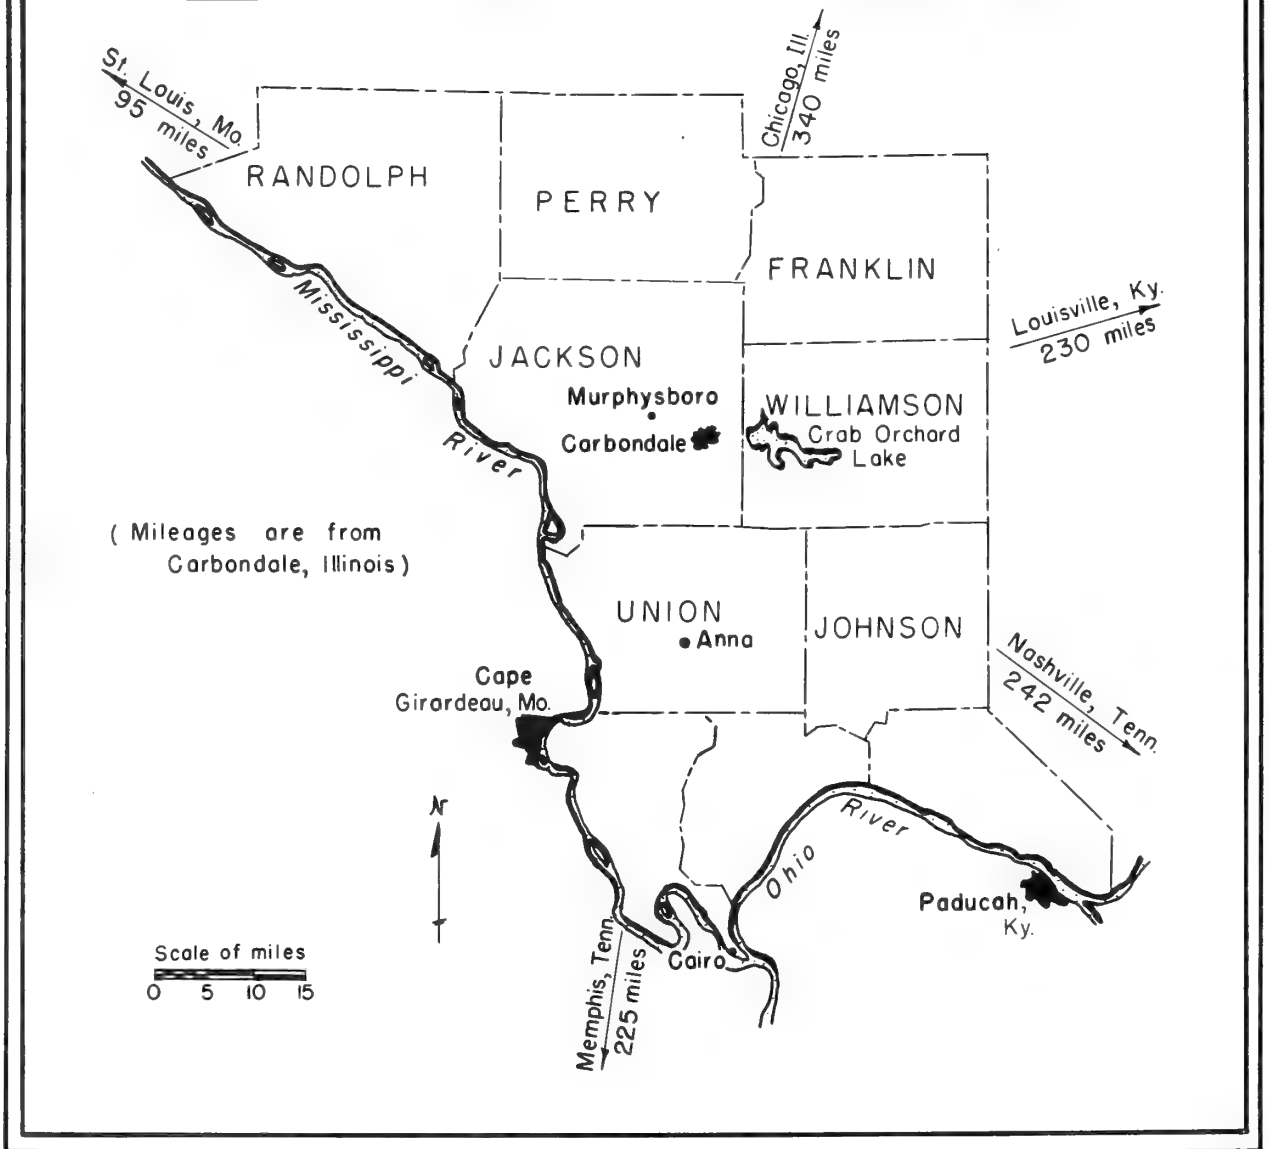 St. Louis, Mo.
95 miles
Chicago, Ill.
340 miles
RANDOLPH
PERRY
FRANKLIN
Mississippi
River
Louisville, Ky.
230 miles
JACKSON
Murphysboro
Carbondale
WILLIAMSON
Crab Orchard
Lake
( Mileages are from
Carbondale, Illinois )
UNION
Anna
JOHNSON
Nashville, Tenn.
242 miles
Cape
Girardeau, Mo.
N
Ohio
River
Paducah,
Ky.
Cairo
Memphis, Tenn.
225 miles
Scale of miles
0 5 10 15